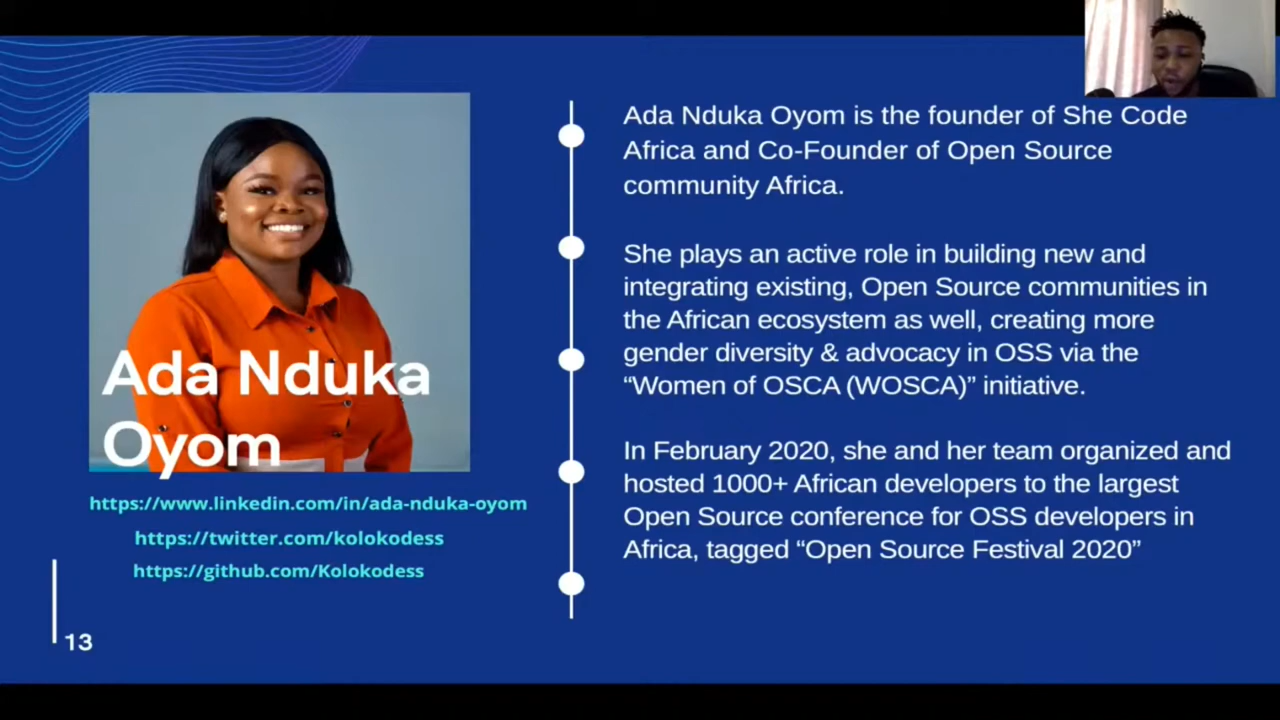 Ada Nduka
Oyom
https://www.linkedin.com/in/ada-nduka-oyom
https://twitter.com/kolokodess
https://github.com/Kolokodess
13
Ada Nduka Oyom is the founder of She Code
Africa and Co-Founder of Open Source
community Africa.
She plays an active role in building new and
integrating existing, Open Source communities in
the African ecosystem as well, creating more
gender diversity & advocacy in OSS via the
“Women of OSCA (WOSCA)” initiative.
In February 2020, she and her team organized and
hosted 1000+ African developers to the largest
Open Source conference for OSS developers in
Africa, tagged “Open Source Festival 2020”